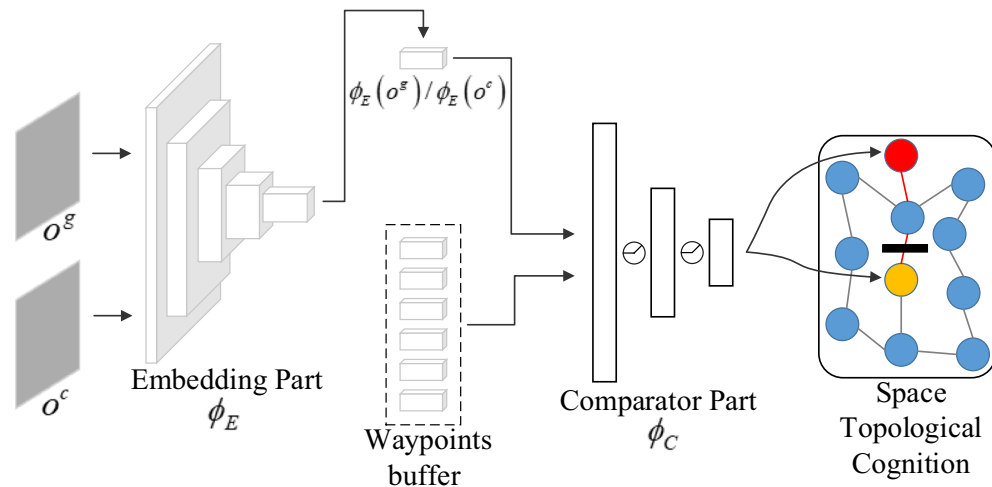 o^g
o^c
Embedding Part
ϕ_E
ϕ_E(o^g)/ϕ_E(o^c)
Waypoints
buffer
Comparator Part
ϕ_C
Space
Topological
Cognition